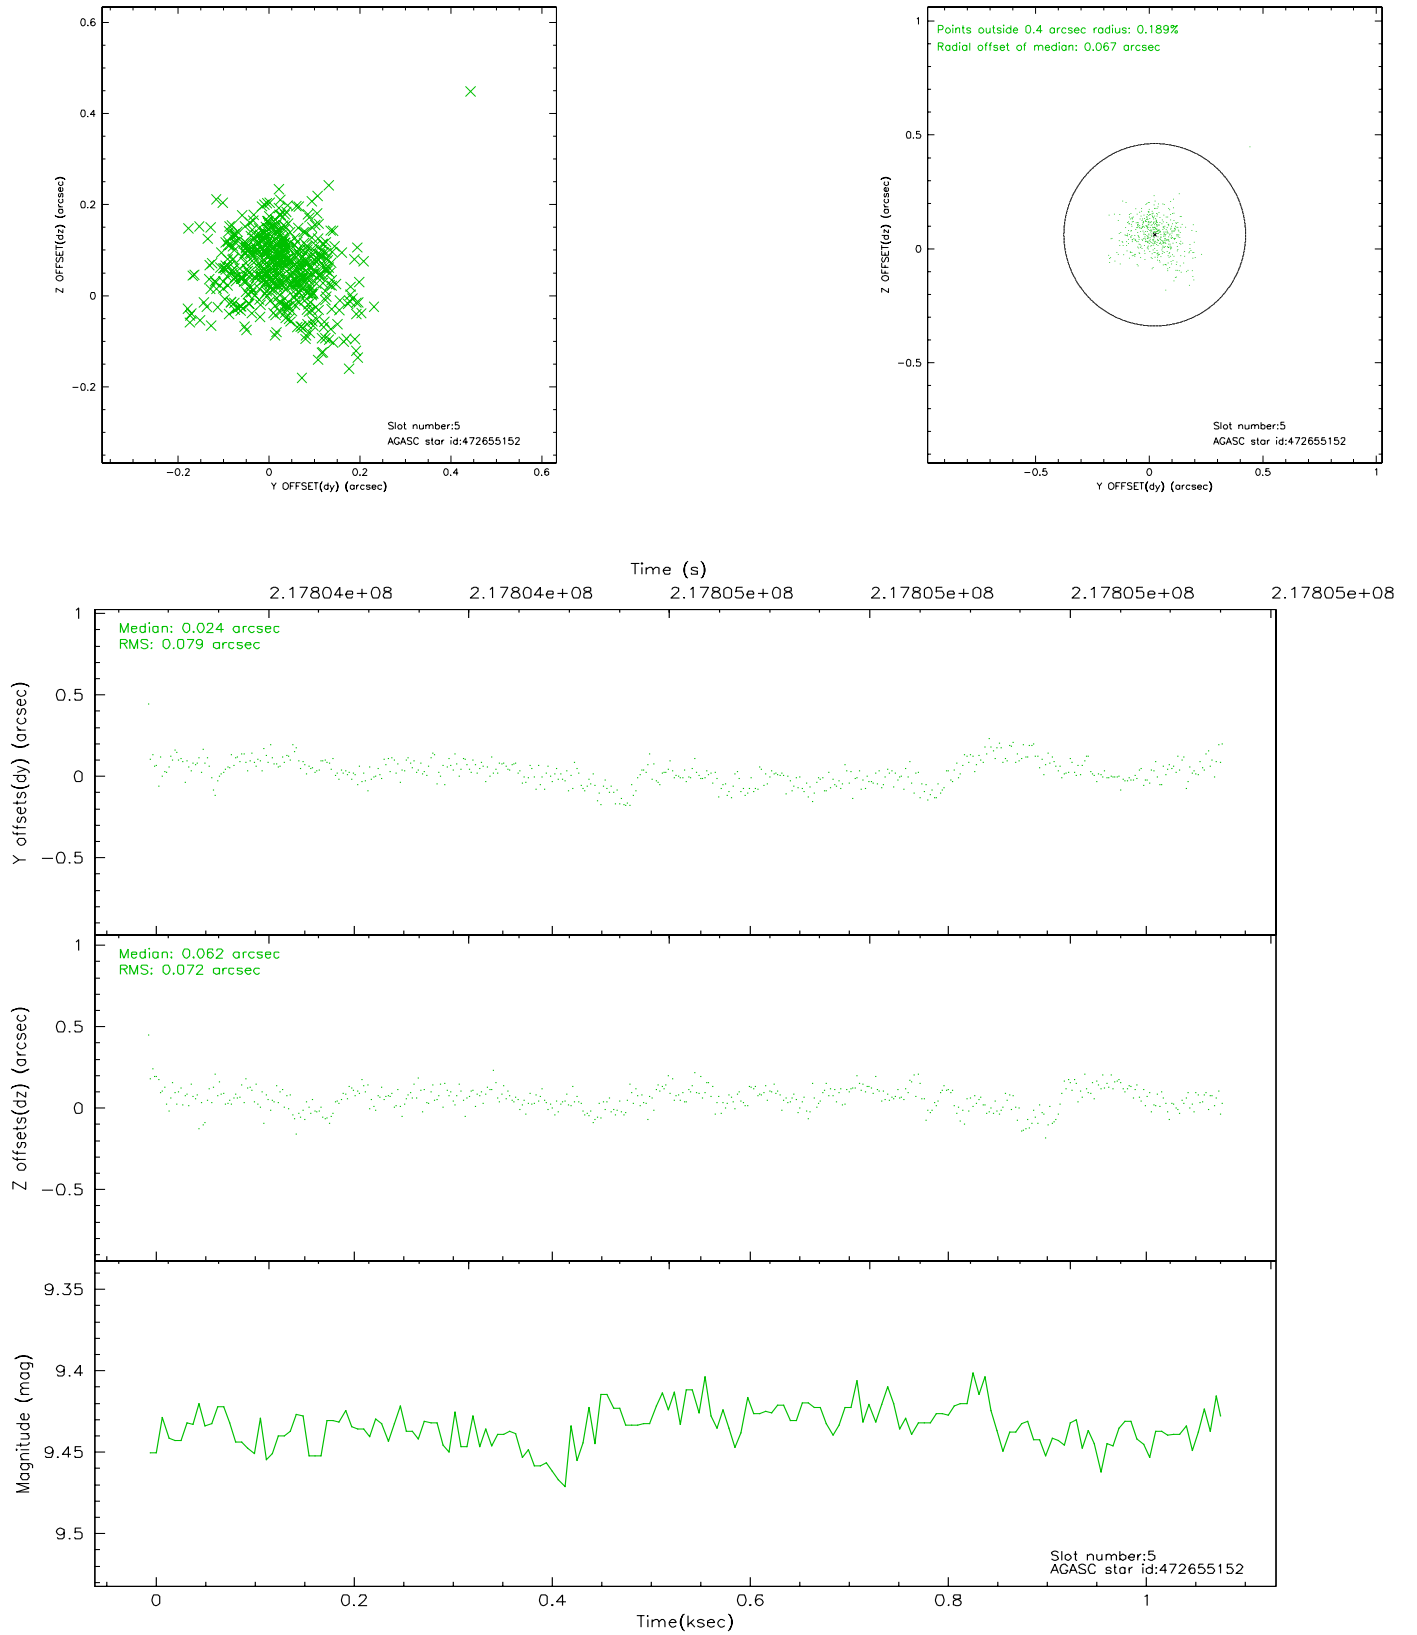 0.6
0.4
0.2
0
−0.2
Z OFFSET(dz) (arcsec)
−0.2 0 0.2 0.4 0.6
Y OFFSET(dy) (arcsec)
Slot number:5
AGASC star id:472655152
Points outside 0.4 arcsec radius: 0.189%
Radial offset of median: 0.067 arcsec
1
0.5
0
−0.5
Z OFFSET(dz) (arcsec)
−0.5 0 0.5 1
Y OFFSET(dy) (arcsec)
Slot number:5
AGASC star id:472655152
Time (s)
2.17804e+08 2.17804e+08 2.17805e+08 2.17805e+08 2.17805e+08 2.17805e+08
Median: 0.024 arcsec
RMS: 0.079 arcsec
1
0.5
0
−0.5
Y offsets(dy) (arcsec)
Median: 0.062 arcsec
RMS: 0.072 arcsec
1
0.5
0
−0.5
Z offsets(dz) (arcsec)
9.35
9.4
9.45
9.5
Magnitude (mag)
Slot number:5
AGASC star id:472655152
0 0.2 0.4 0.6 0.8 1
Time(ksec)